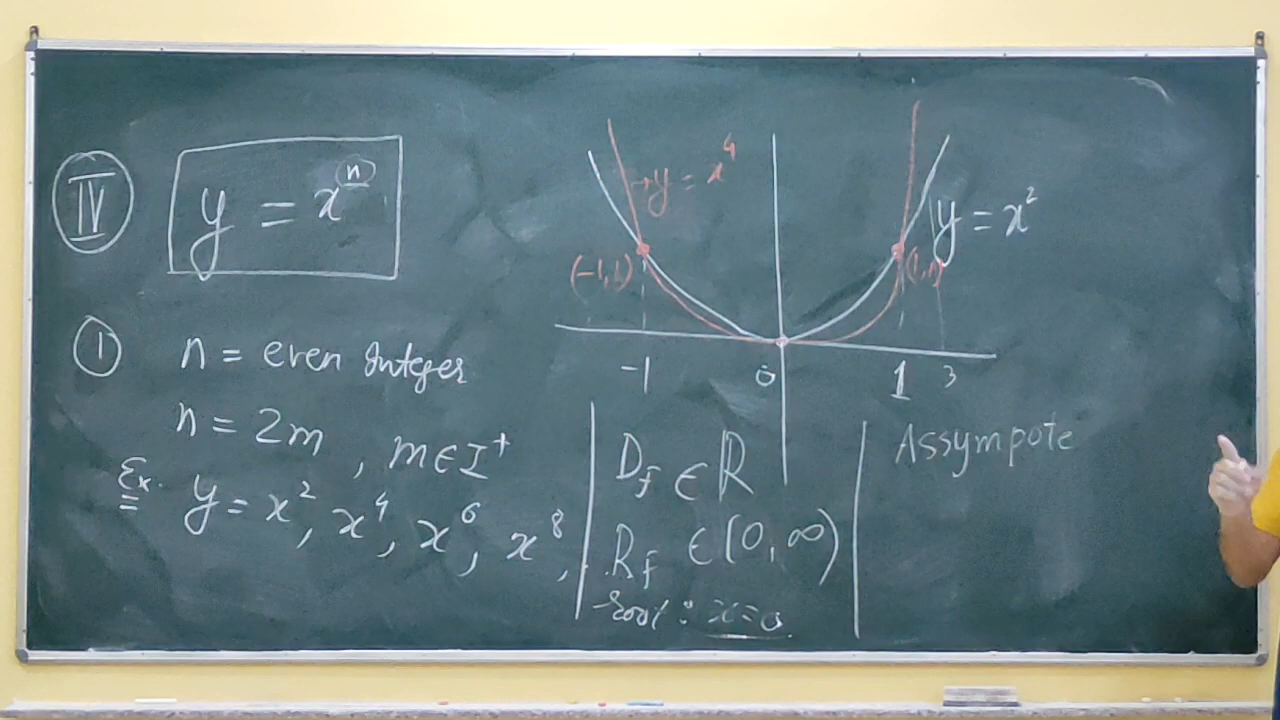 IV
y = xⁿ
① n = even Integer
n = 2m , m ∈ I⁺
Ex. y = x², x⁴, x⁶, x⁸,
→ y = x⁴
y = x²
(-1,1)
(1,1)
-1 0 1 3
D_f ∈ R
R_f ∈ [0, ∞)
root : x = 0
Assympote